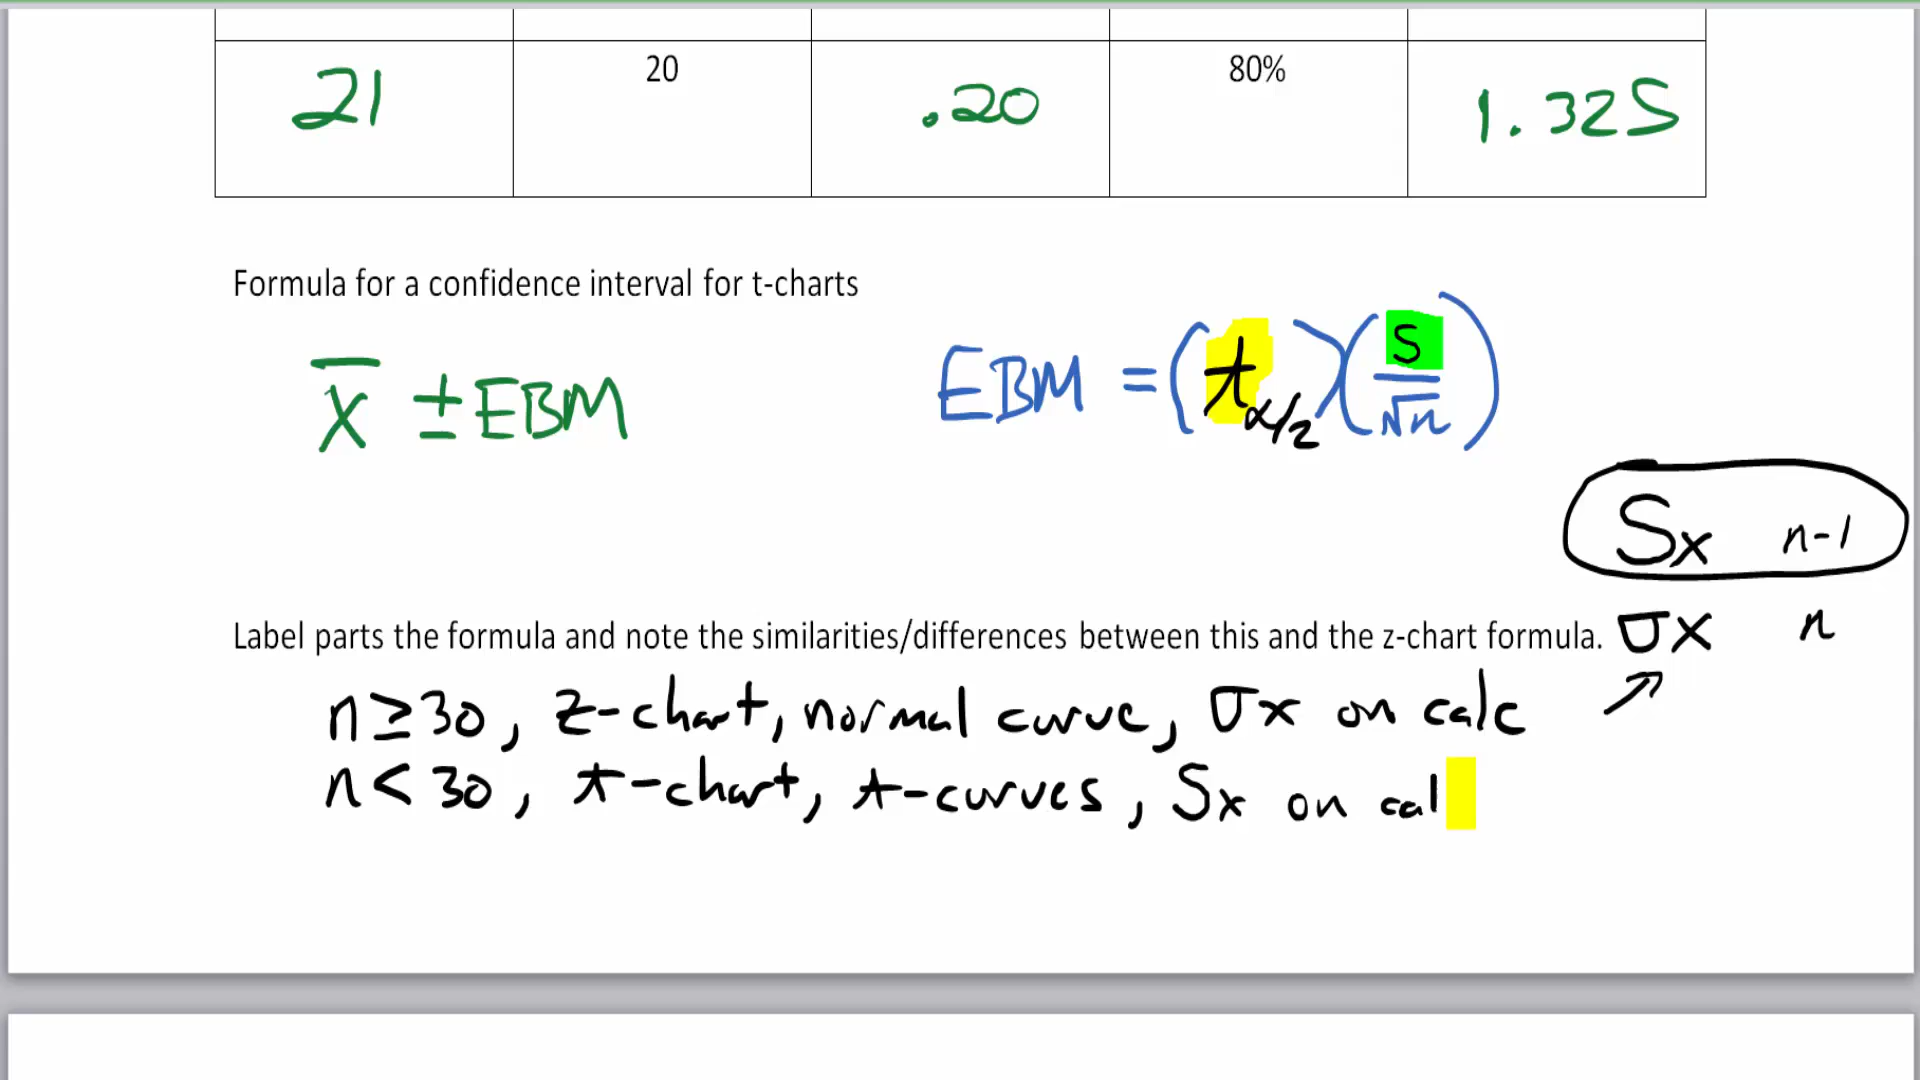 21 20 .20 80% 1.325
Formula for a confidence interval for t-charts
x̄ ± EBM
EBM = (t α/2)(s/√n)
Sx n-1
Label parts the formula and note the similarities/differences between this and the z-chart formula.
σx n
n ≥ 30, z-chart, normal curve, σx on calc
n < 30, t-chart, t-curves, Sx on cal